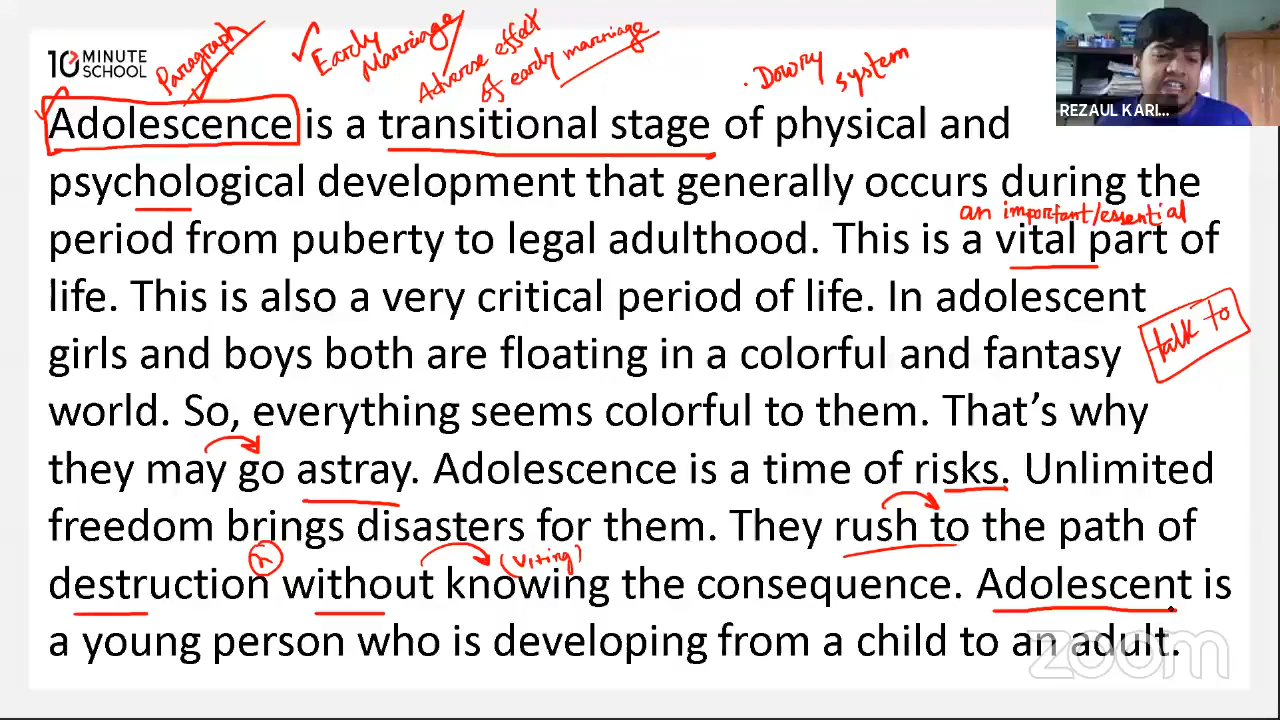 10 MINUTE SCHOOL
Paragraph
Early Marriage
Adverse effect of early marriage
Dowry system
REZAUL KARI...
Adolescence is a transitional stage of physical and
psychological development that generally occurs during the
an important/essential
period from puberty to legal adulthood. This is a vital part of
life. This is also a very critical period of life. In adolescent
talk to
girls and boys both are floating in a colorful and fantasy
world. So, everything seems colorful to them. That's why
they may go astray. Adolescence is a time of risks. Unlimited
freedom brings disasters for them. They rush to the path of
(Viting)
destruction without knowing the consequence. Adolescent is
a young person who is developing from a child to an adult.
zoom